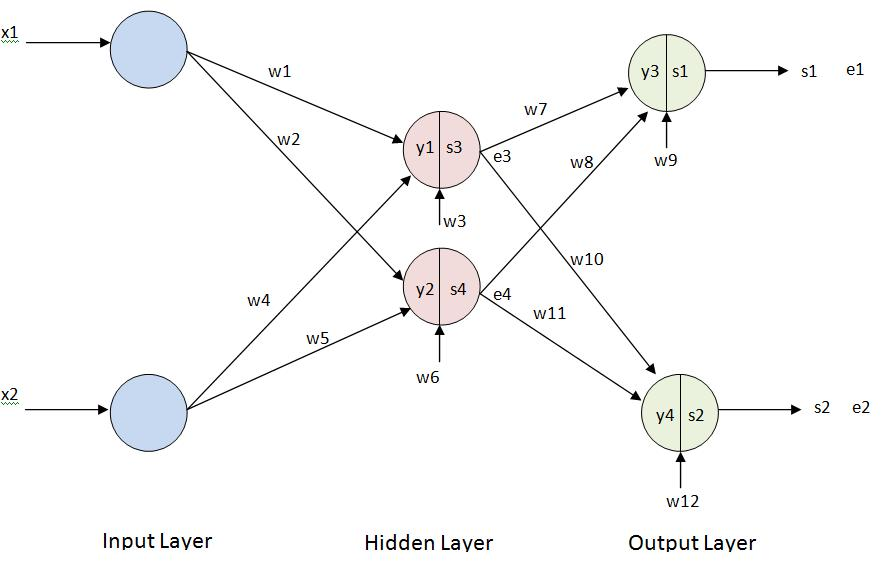 x1
w1
w2
y1 s3
e3
w3
w4
w5
y2 s4
e4
w6
x2
w7
w8
y3 s1
w9
s1 e1
w10
w11
y4 s2
w12
s2 e2
Input Layer
Hidden Layer
Output Layer